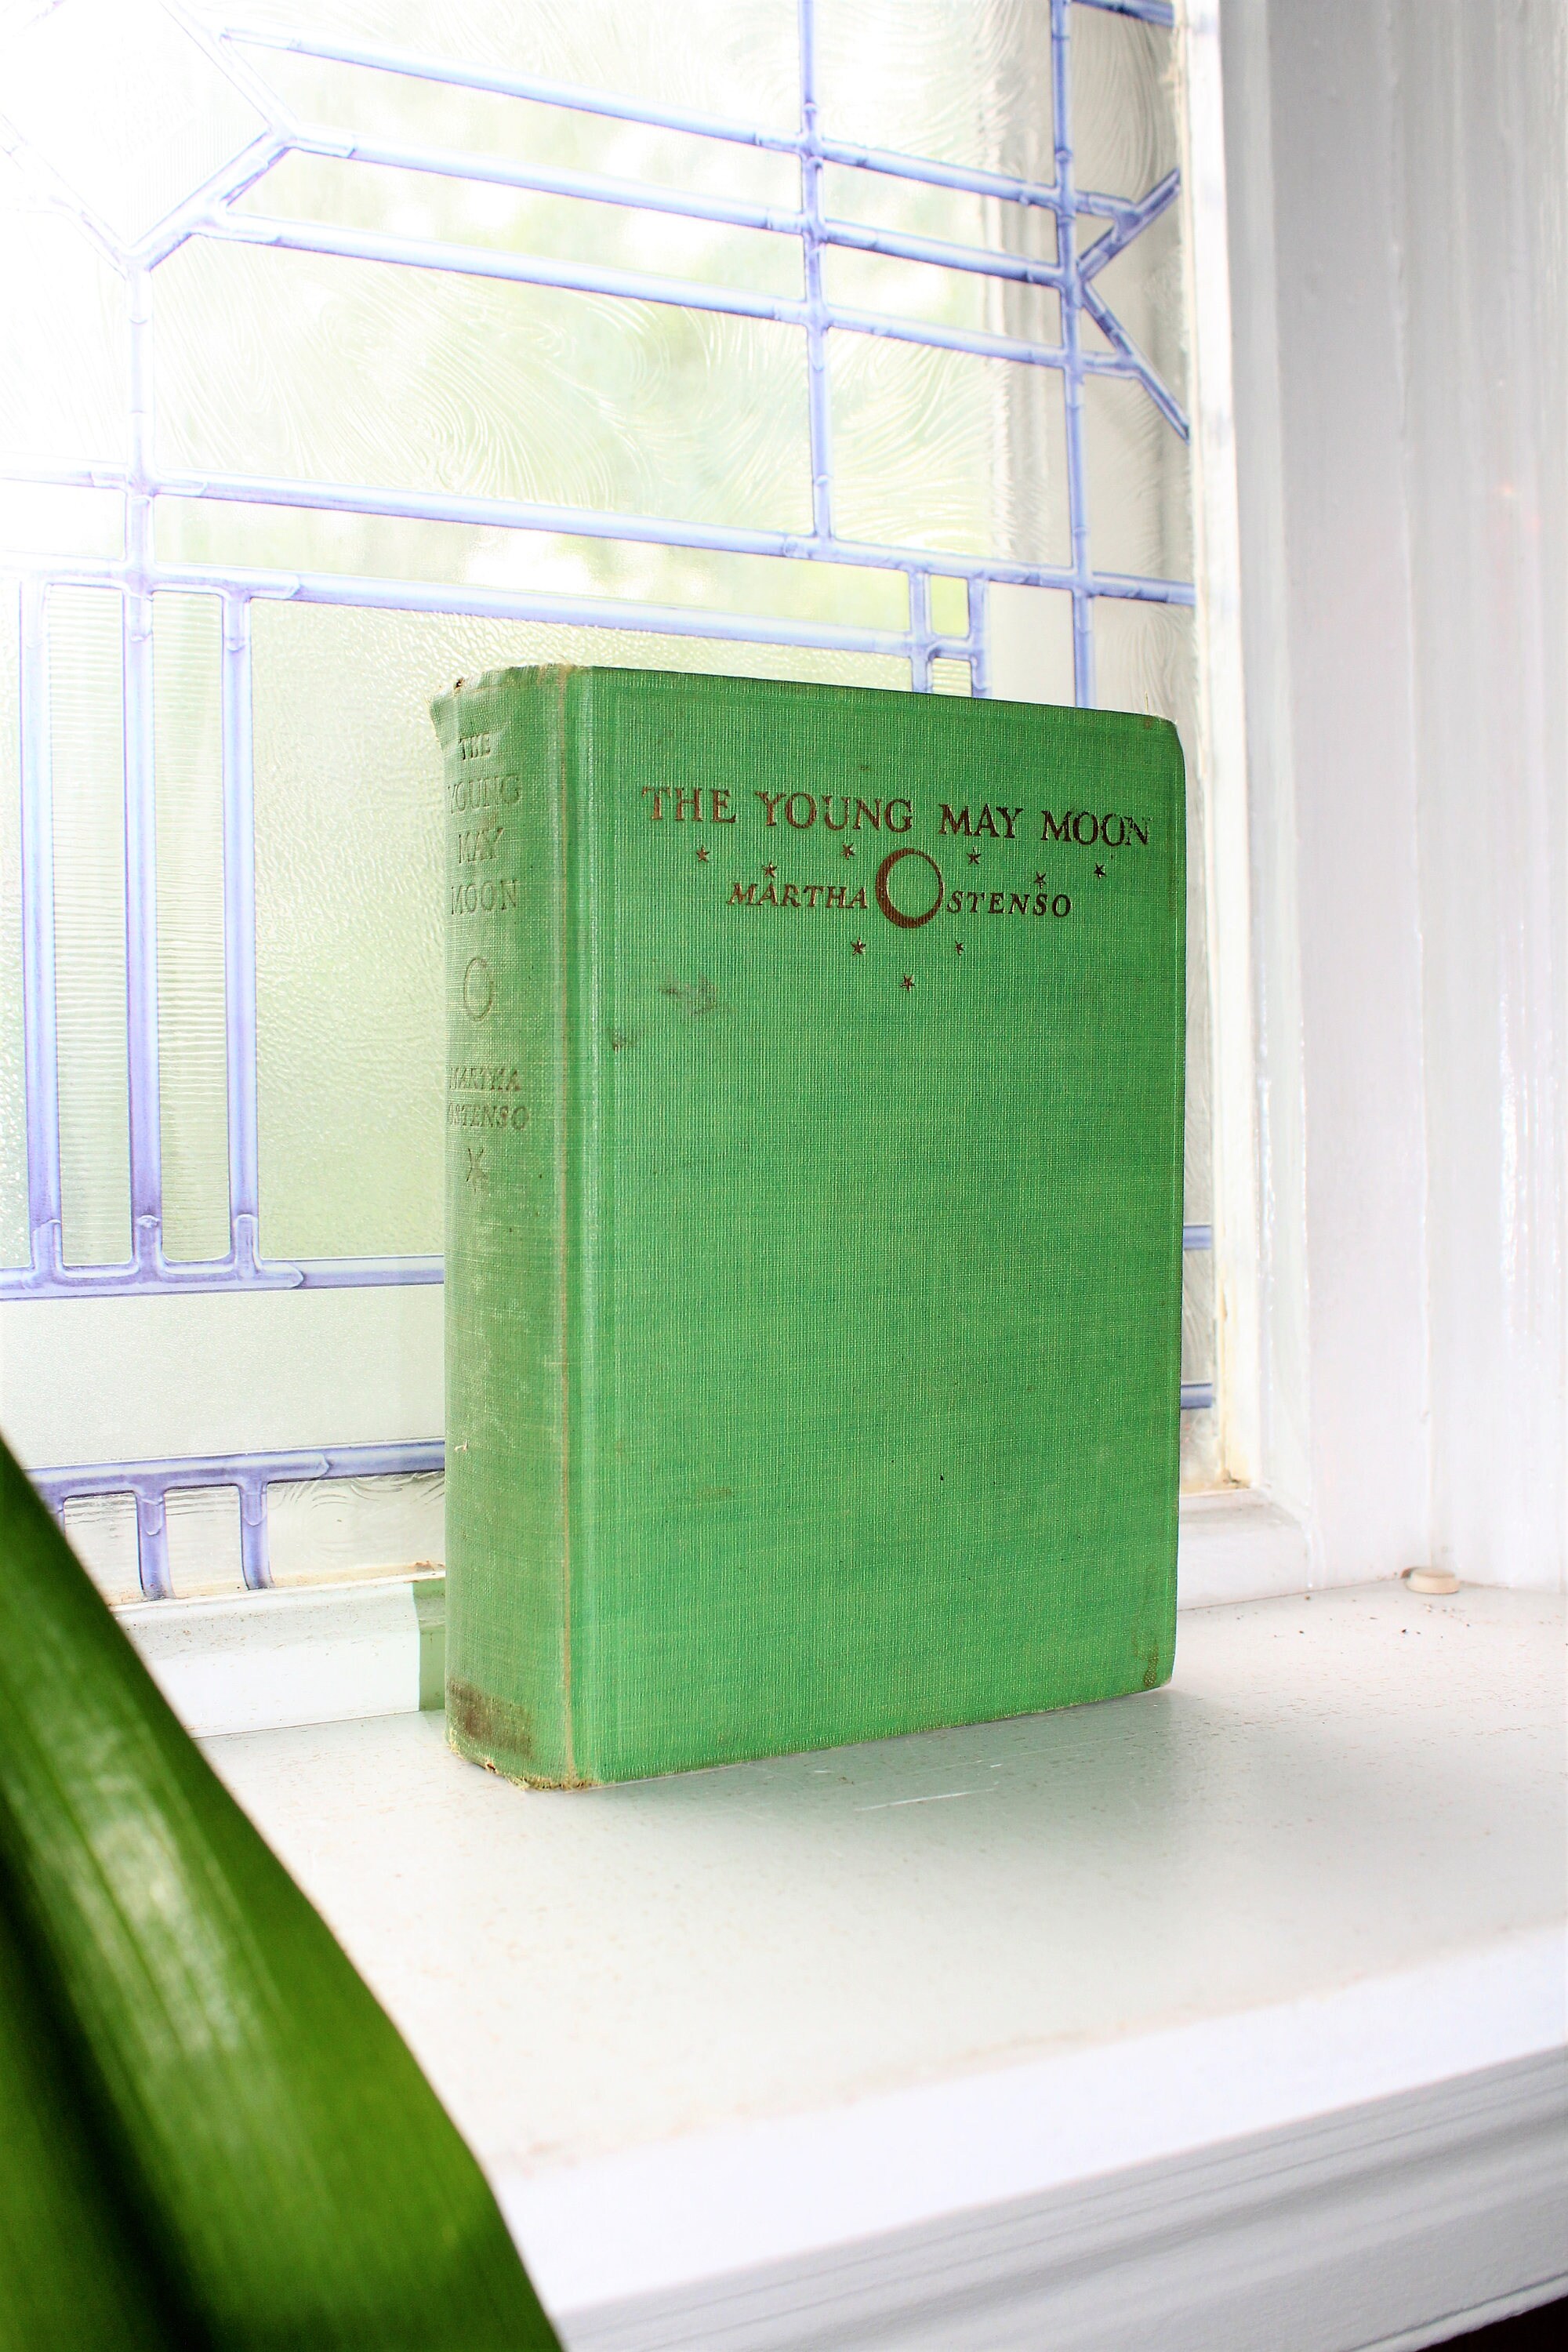 THE
YOUNG
MAY
MOON
MARTHA
OSTENSO
THE YOUNG MAY MOON
MARTHA OSTENSO